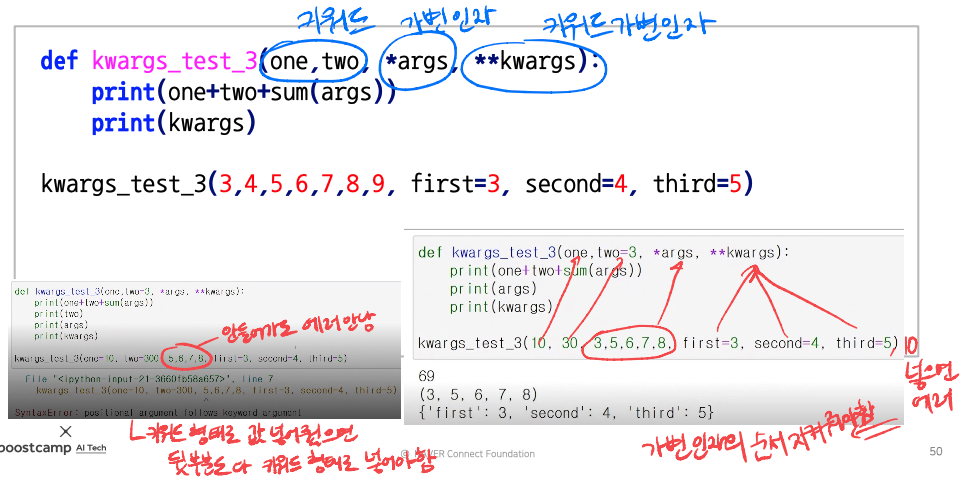 키워드 가변인자 키워드가변인자
def kwargs_test_3(one,two, *args, **kwargs):
print(one+two+sum(args))
print(kwargs)
kwargs_test_3(3,4,5,6,7,8,9, first=3, second=4, third=5)
def kwargs_test_3(one,two=3, *args, **kwargs):
print(one+two+sum(args))
print(args)
print(kwargs)
kwargs_test_3(10, 30, 3,5,6,7,8, first=3, second=4, third=5), 10
넣으면
에러
69
(3, 5, 6, 7, 8)
{'first': 3, 'second': 4, 'third': 5}
가변인자의 순서 지켜줘야함
def kwargs_test_3(one,two=3, *args, **kwargs):
print(one+two+sum(args))
print(two)
print(args)
print(kwargs)
안들어가도 에러안남
kwargs_test_3(one=10, two=300, 5,6,7,8, first=3, second=4, third=5)
File "<ipython-input-21-3660fb58a657>", line 7
kwargs_test_3(one=10, two=300, 5,6,7,8, first=3, second=4, third=5)
^
SyntaxError: positional argument follows keyword argument
키워드 형태로 값 넣어줬으면
뒷부분도 다 키워드 형태로 넣어야함
boostcamp AI Tech
© NAVER Connect Foundation
50